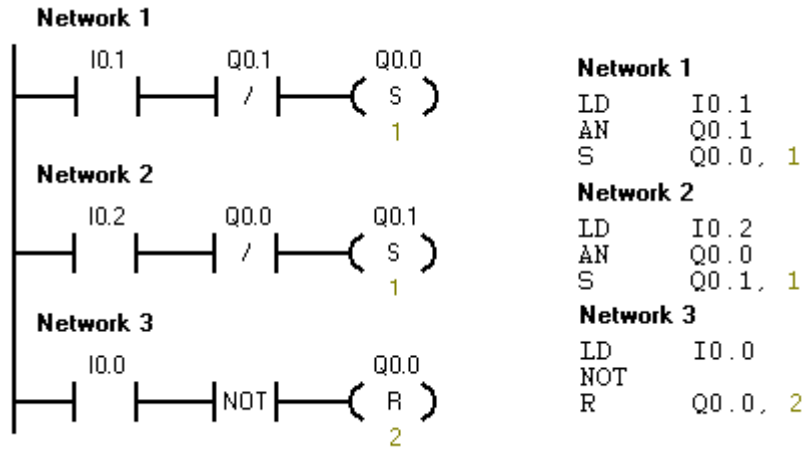 Network 1
I0.1 Q0.1 Q0.0
/ S
1
Network 2
I0.2 Q0.0 Q0.1
/ S
1
Network 3
I0.0 Q0.0
NOT R
2
Network 1
LD I0.1
AN Q0.1
S Q0.0, 1
Network 2
LD I0.2
AN Q0.0
S Q0.1, 1
Network 3
LD I0.0
NOT
R Q0.0, 2